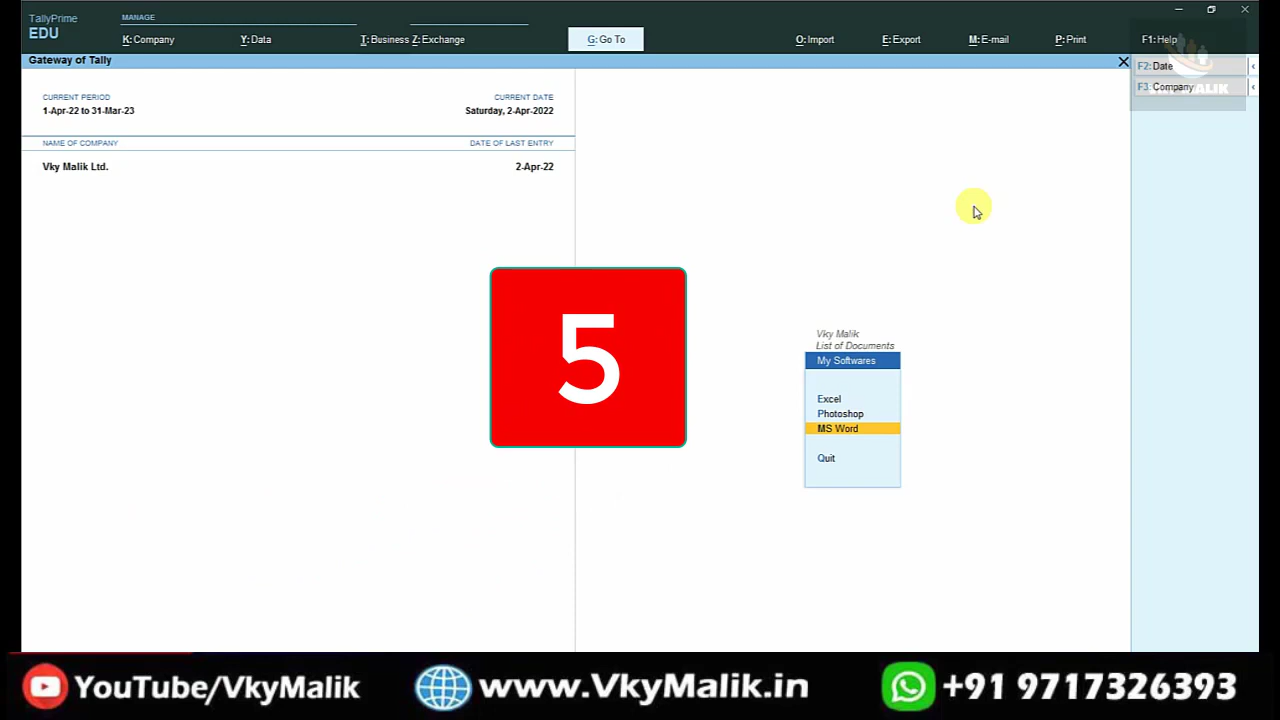 TallyPrime
EDU
MANAGE
K:Company
Y:Data
T:Business Z:Exchange
G:Go To
O:Import
E:Export
M:E-mail
P:Print
F1:Help
Gateway of Tally
F2:Date
F3:Company
MALIK
CURRENT PERIOD
1-Apr-22 to 31-Mar-23
CURRENT DATE
Saturday, 2-Apr-2022
NAME OF COMPANY
DATE OF LAST ENTRY
Vky Malik Ltd.
2-Apr-22
5
Vky Malik
List of Documents
My Softwares
Excel
Photoshop
MS Word
Quit
YouTube/VkyMalik
www.VkyMalik.in
+91 9717326393